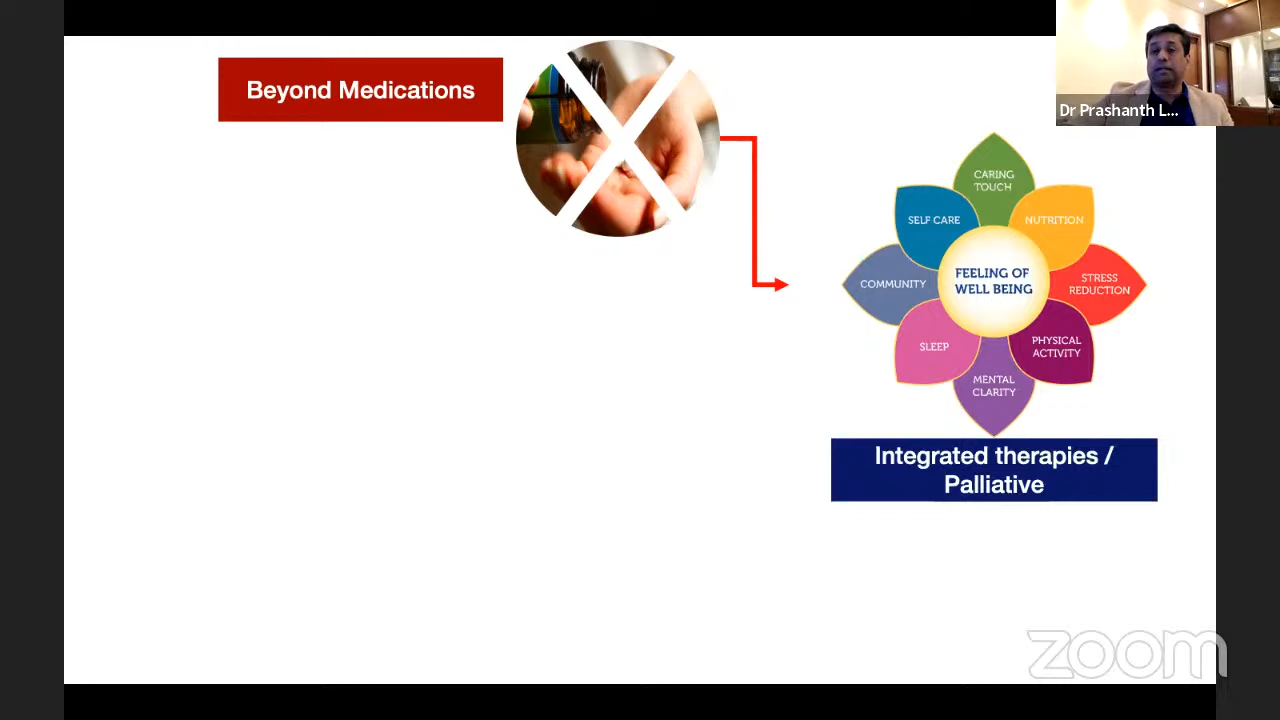 Beyond Medications
Dr Prashanth L...
CARING
TOUCH
SELF CARE
NUTRITION
COMMUNITY
FEELING OF
WELL BEING
STRESS
REDUCTION
SLEEP
PHYSICAL
ACTIVITY
MENTAL
CLARITY
Integrated therapies /
Palliative
zoom